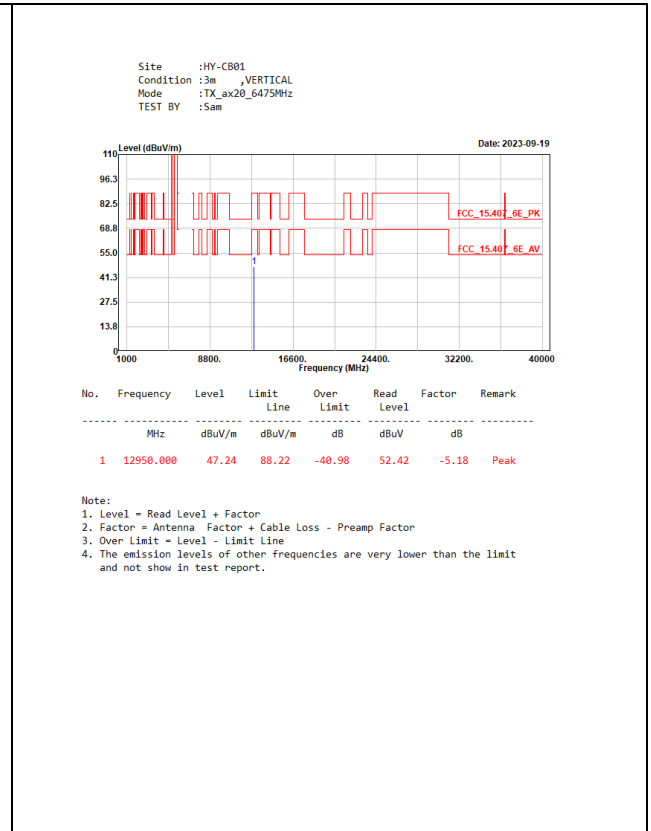 Site :HY-CB01
Condition :3m ,VERTICAL
Mode :TX_ax20_6475MHz
TEST BY :Sam
Level (dBuV/m) Date: 2023-09-19
110
96.3
82.5
FCC_15.407_6E_PK
68.8
55.0
FCC_15.407_6E_AV
1
41.3
27.5
13.8
0
1000 8800. 16600. 24400. 32200. 40000
Frequency (MHz)
No. Frequency Level Limit Over Read Factor Remark
Line Limit Level
------ ----------- -------- -------- --------- --------- -------- ---------
MHz dBuV/m dBuV/m dB dBuV dB
1 12950.000 47.24 88.22 -40.98 52.42 -5.18 Peak
Note:
1. Level = Read Level + Factor
2. Factor = Antenna Factor + Cable Loss - Preamp Factor
3. Over Limit = Level - Limit Line
4. The emission levels of other frequencies are very lower than the limit
and not show in test report.